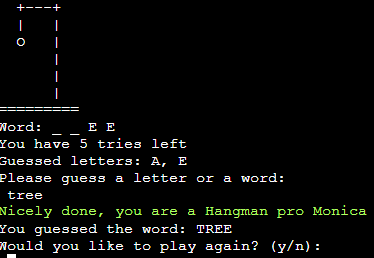 +---+
|   |
O   |
    |
    |
    |
=========
Word: _ _ E E
You have 5 tries left
Guessed letters: A, E
Please guess a letter or a word:
 tree
Nicely done, you are a Hangman pro Monica
You guessed the word: TREE
Would you like to play again? (y/n):